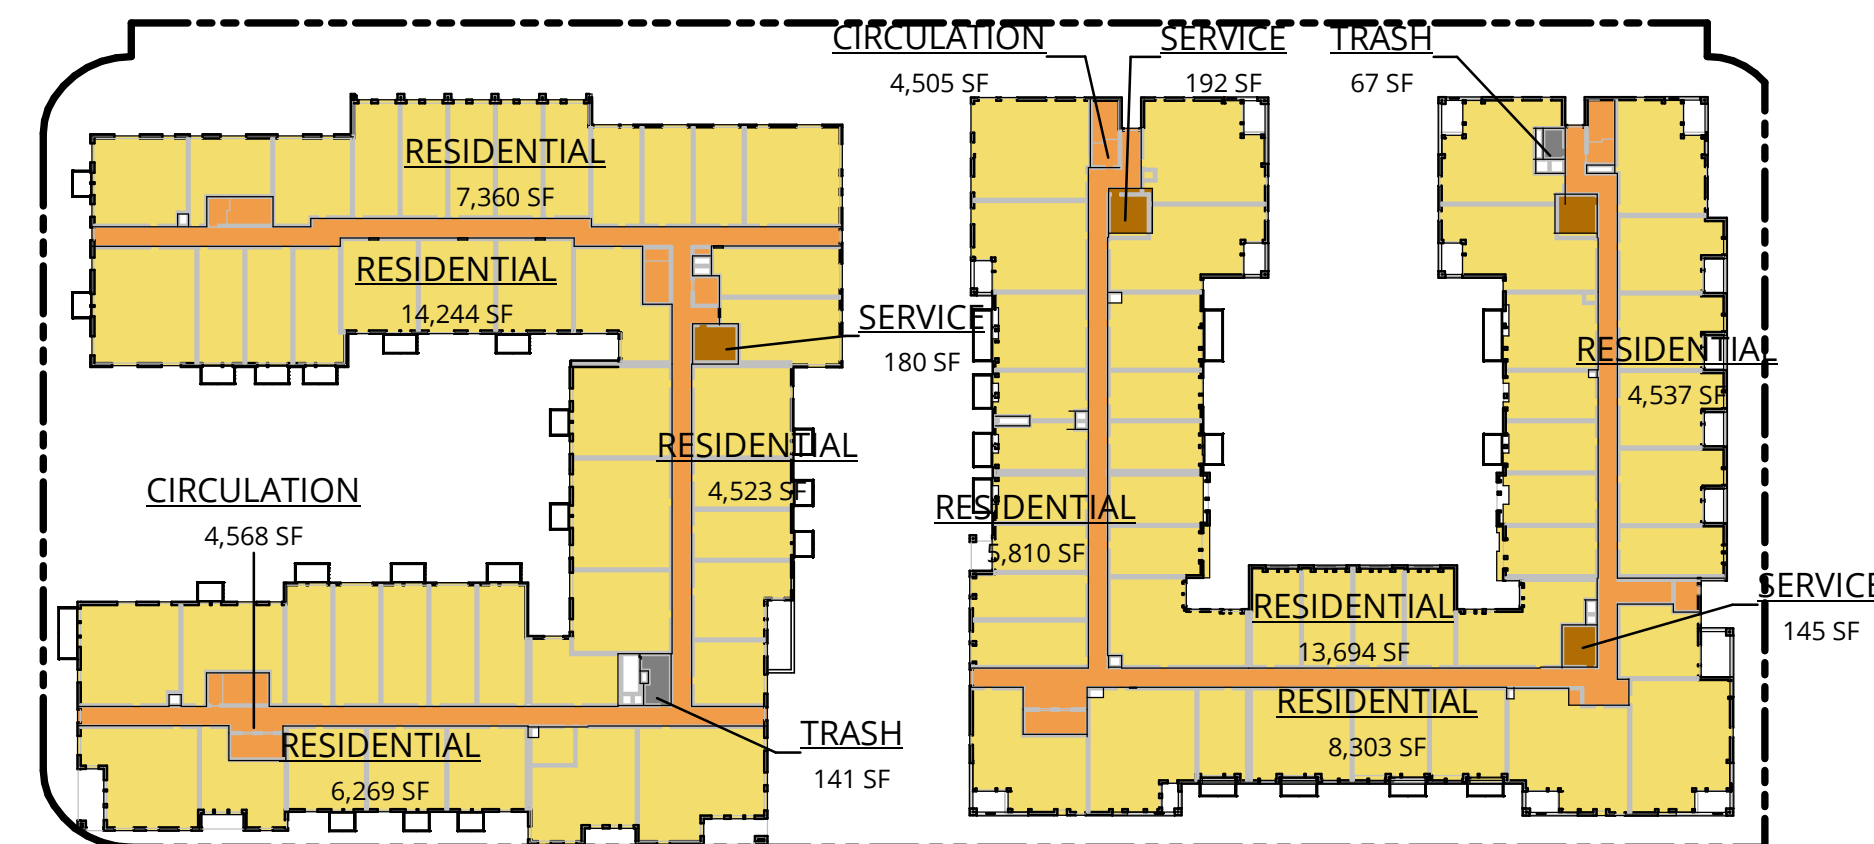 CIRCULATION
4,505 SF
SERVICE
192 SF
TRASH
67 SF
RESIDENTIAL
7,360 SF
RESIDENTIAL
14,244 SF
SERVICE
180 SF
RESIDENTIAL
4,537 SF
RESIDENTIAL
4,523 SF
CIRCULATION
4,568 SF
RESIDENTIAL
5,810 SF
RESIDENTIAL
13,694 SF
SERVICE
145 SF
RESIDENTIAL
8,303 SF
RESIDENTIAL
6,269 SF
TRASH
141 SF